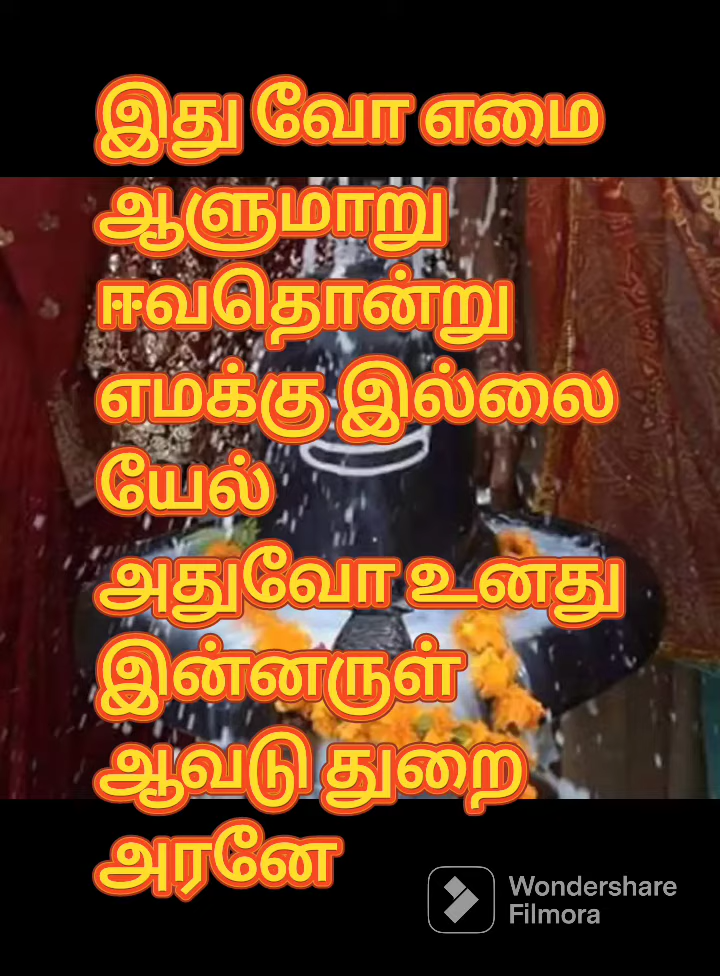 இது வோ எமை
ஆளுமாறு
ஈவதொன்று
எமக்கு இல்லை
யேல்
அதுவோ உனது
இன்னருள்
ஆவடு துறை
அரனே
Wondershare
Filmora